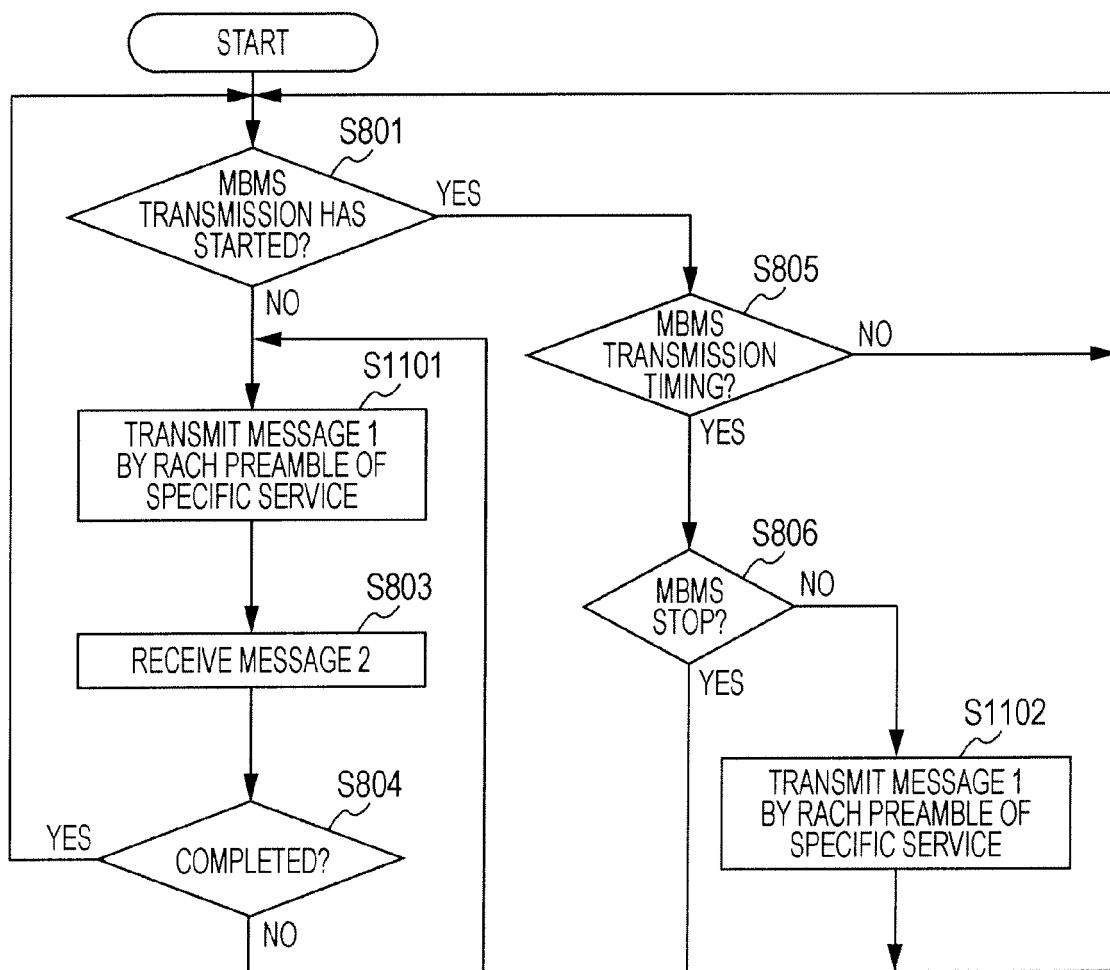 START
S801
MBMS
TRANSMISSION HAS
STARTED?
YES
NO
S805
MBMS
TRANSMISSION
TIMING?
NO
YES
S1101
TRANSMIT MESSAGE 1
BY RACH PREAMBLE OF
SPECIFIC SERVICE
S806
MBMS
STOP?
NO
YES
S803
RECEIVE MESSAGE 2
S1102
TRANSMIT MESSAGE 1
BY RACH PREAMBLE OF
SPECIFIC SERVICE
S804
COMPLETED?
YES
NO